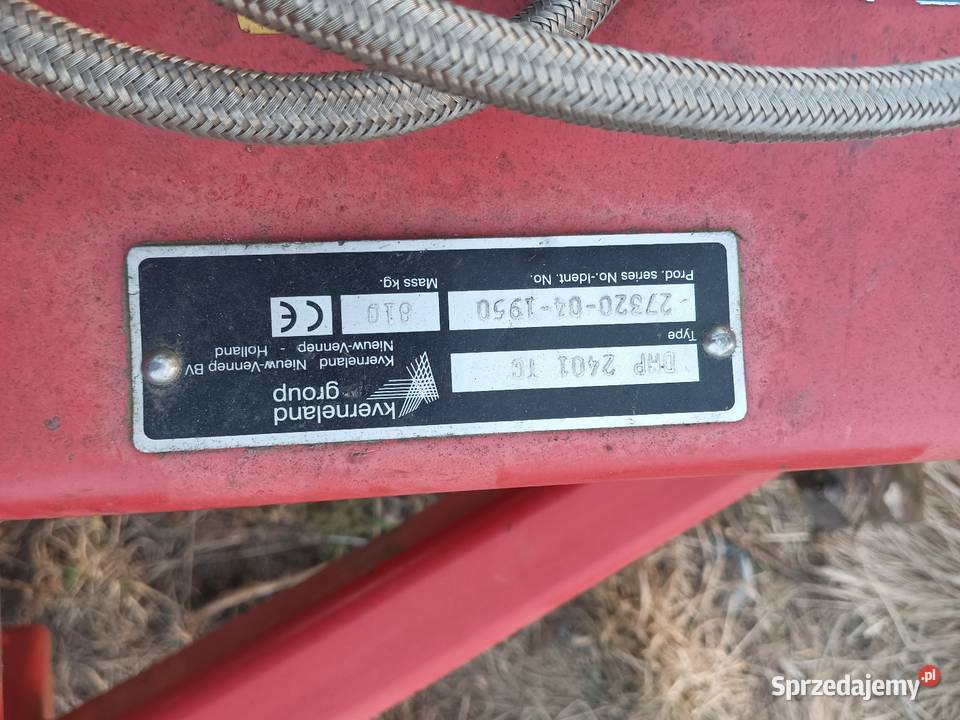 kverneland
group
Kverneland Nieuw-Vennep BV
Nieuw-Vennep - Holland
CE
Type
DWP 2401 TC
Mass kg.
810
Prod. series No.-Ident. No.
27320-04-1950
Sprzedajemy.pl